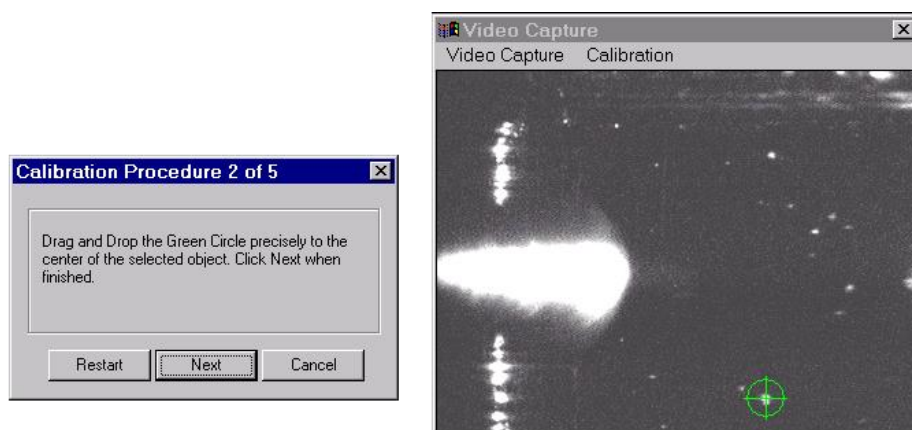 Video Capture
Video Capture Calibration
Calibration Procedure 2 of 5
Drag and Drop the Green Circle precisely to the
center of the selected object. Click Next when
finished.
Restart Next Cancel